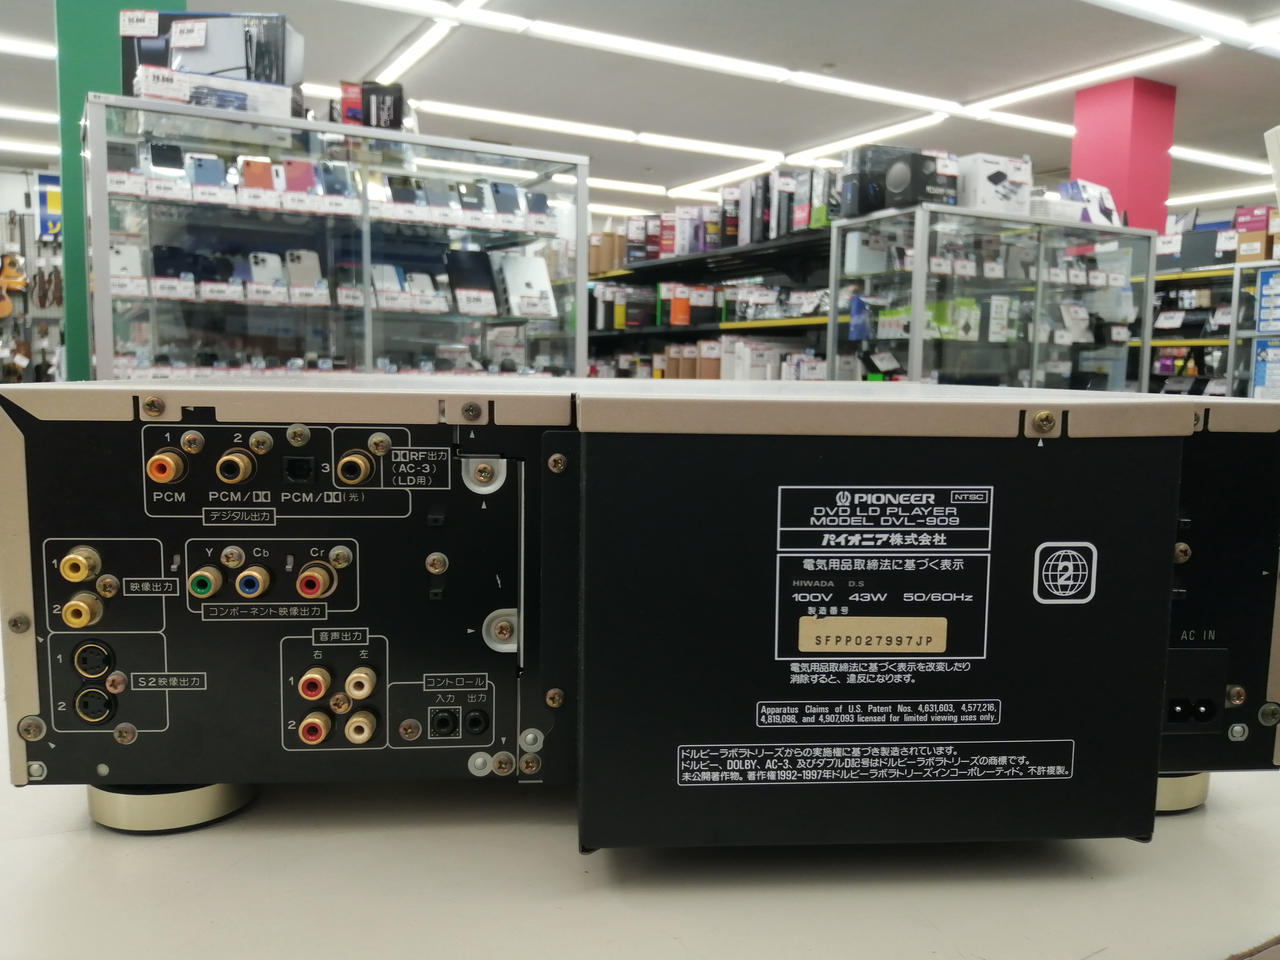 1
2
3
PCM
PCM/DD
PCM/DD(光)
デジタル出力
DDRF出力
(AC-3)
(LD用)
1
2
映像出力
Y
Cb
Cr
コンポーネント映像出力
1
2
S2映像出力
音声出力
右
左
1
2
コントロール
入力
出力
PIONEER
NTSC
DVD LD PLAYER
MODEL DVL-909
パイオニア株式会社
電気用品取締法に基づく表示
HIWADA D.S
100V 43W 50/60Hz
製造番号
SFPP027997JP
電気用品取締法に基づく表示を改変したり
消除すると、違反になります。
2
Apparatus Claims of U.S. Patent Nos. 4,631,603, 4,577,216,
4,819,098, and 4,907,093 licensed for limited viewing uses only.
ドルビーラボラトリーズからの実施権に基づき製造されています。
ドルビー、DOLBY、AC-3、及びダブルD記号はドルビーラボラトリーズの商標です。
未公開著作物。著作権1992-1997年ドルビーラボラトリーズインコーポレーテイド。不許複製。
AC IN